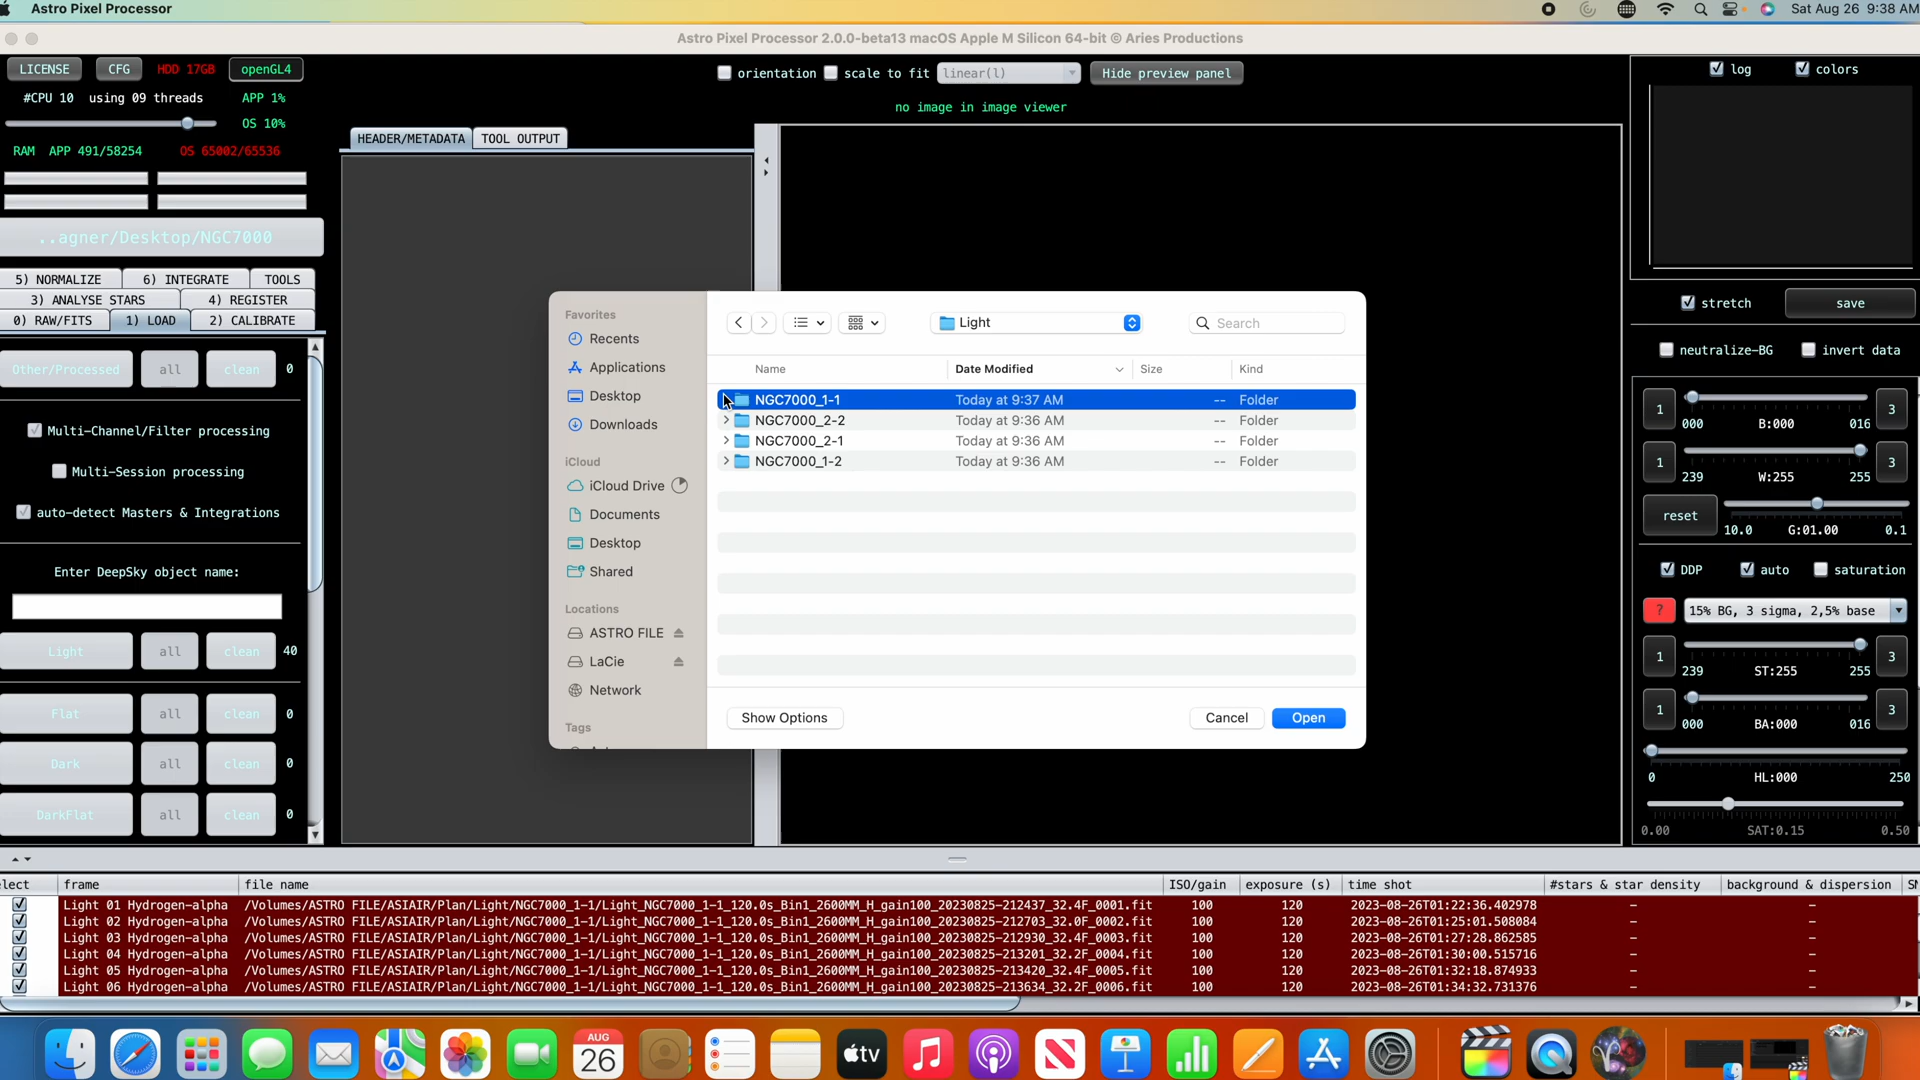 Astro Pixel Processor
Sat Aug 26 9:38 AM
Astro Pixel Processor 2.0.0-beta13 macOS Apple M Silicon 64-bit © Aries Productions
LICENSE CFG HDD 17GB openGL4
#CPU 10 using 09 threads APP 1%
OS 10%
RAM APP 491/58254 OS 65002/65536
..agner/Desktop/NGC7000
5) NORMALIZE 6) INTEGRATE TOOLS
3) ANALYSE STARS 4) REGISTER
0) RAW/FITS 1) LOAD 2) CALIBRATE
Other/Processed all clean 0
Multi-Channel/Filter processing
Multi-Session processing
auto-detect Masters & Integrations
Enter DeepSky object name:
Light all clean 40
Flat all clean 0
Dark all clean 0
DarkFlat all clean 0
orientation scale to fit linear(l) Hide preview panel
no image in image viewer
HEADER/METADATA TOOL OUTPUT
Favorites
Recents
Applications
Desktop
Downloads
iCloud
iCloud Drive
Documents
Desktop
Shared
Locations
ASTRO FILE
LaCie
Network
Tags
Light
Search
Name Date Modified Size Kind
NGC7000_1-1 Today at 9:37 AM -- Folder
NGC7000_2-2 Today at 9:36 AM -- Folder
NGC7000_2-1 Today at 9:36 AM -- Folder
NGC7000_1-2 Today at 9:36 AM -- Folder
Show Options Cancel Open
log colors
stretch save
neutralize-BG invert data
1 3
000 B:000 016
1 3
239 W:255 255
reset
10.0 G:01.00 0.1
DDP auto saturation
? 15% BG, 3 sigma, 2,5% base
1 3
239 ST:255 255
1 3
000 BA:000 016
0 HL:000 250
0.00 SAT:0.15 0.50
lect frame file name ISO/gain exposure (s) time shot #stars & star density background & dispersion SN
Light 01 Hydrogen-alpha /Volumes/ASTRO FILE/ASIAIR/Plan/Light/NGC7000_1-1/Light_NGC7000_1-1_120.0s_Bin1_2600MM_H_gain100_20230825-212437_32.4F_0001.fit 100 120 2023-08-26T01:22:36.402978 - -
Light 02 Hydrogen-alpha /Volumes/ASTRO FILE/ASIAIR/Plan/Light/NGC7000_1-1/Light_NGC7000_1-1_120.0s_Bin1_2600MM_H_gain100_20230825-212703_32.0F_0002.fit 100 120 2023-08-26T01:25:01.508084 - -
Light 03 Hydrogen-alpha /Volumes/ASTRO FILE/ASIAIR/Plan/Light/NGC7000_1-1/Light_NGC7000_1-1_120.0s_Bin1_2600MM_H_gain100_20230825-212930_32.4F_0003.fit 100 120 2023-08-26T01:27:28.862585 - -
Light 04 Hydrogen-alpha /Volumes/ASTRO FILE/ASIAIR/Plan/Light/NGC7000_1-1/Light_NGC7000_1-1_120.0s_Bin1_2600MM_H_gain100_20230825-213201_32.2F_0004.fit 100 120 2023-08-26T01:30:00.515716 - -
Light 05 Hydrogen-alpha /Volumes/ASTRO FILE/ASIAIR/Plan/Light/NGC7000_1-1/Light_NGC7000_1-1_120.0s_Bin1_2600MM_H_gain100_20230825-213420_32.4F_0005.fit 100 120 2023-08-26T01:32:18.874933 - -
Light 06 Hydrogen-alpha /Volumes/ASTRO FILE/ASIAIR/Plan/Light/NGC7000_1-1/Light_NGC7000_1-1_120.0s_Bin1_2600MM_H_gain100_20230825-213634_32.2F_0006.fit 100 120 2023-08-26T01:34:32.731376 - -
AUG
26
tv